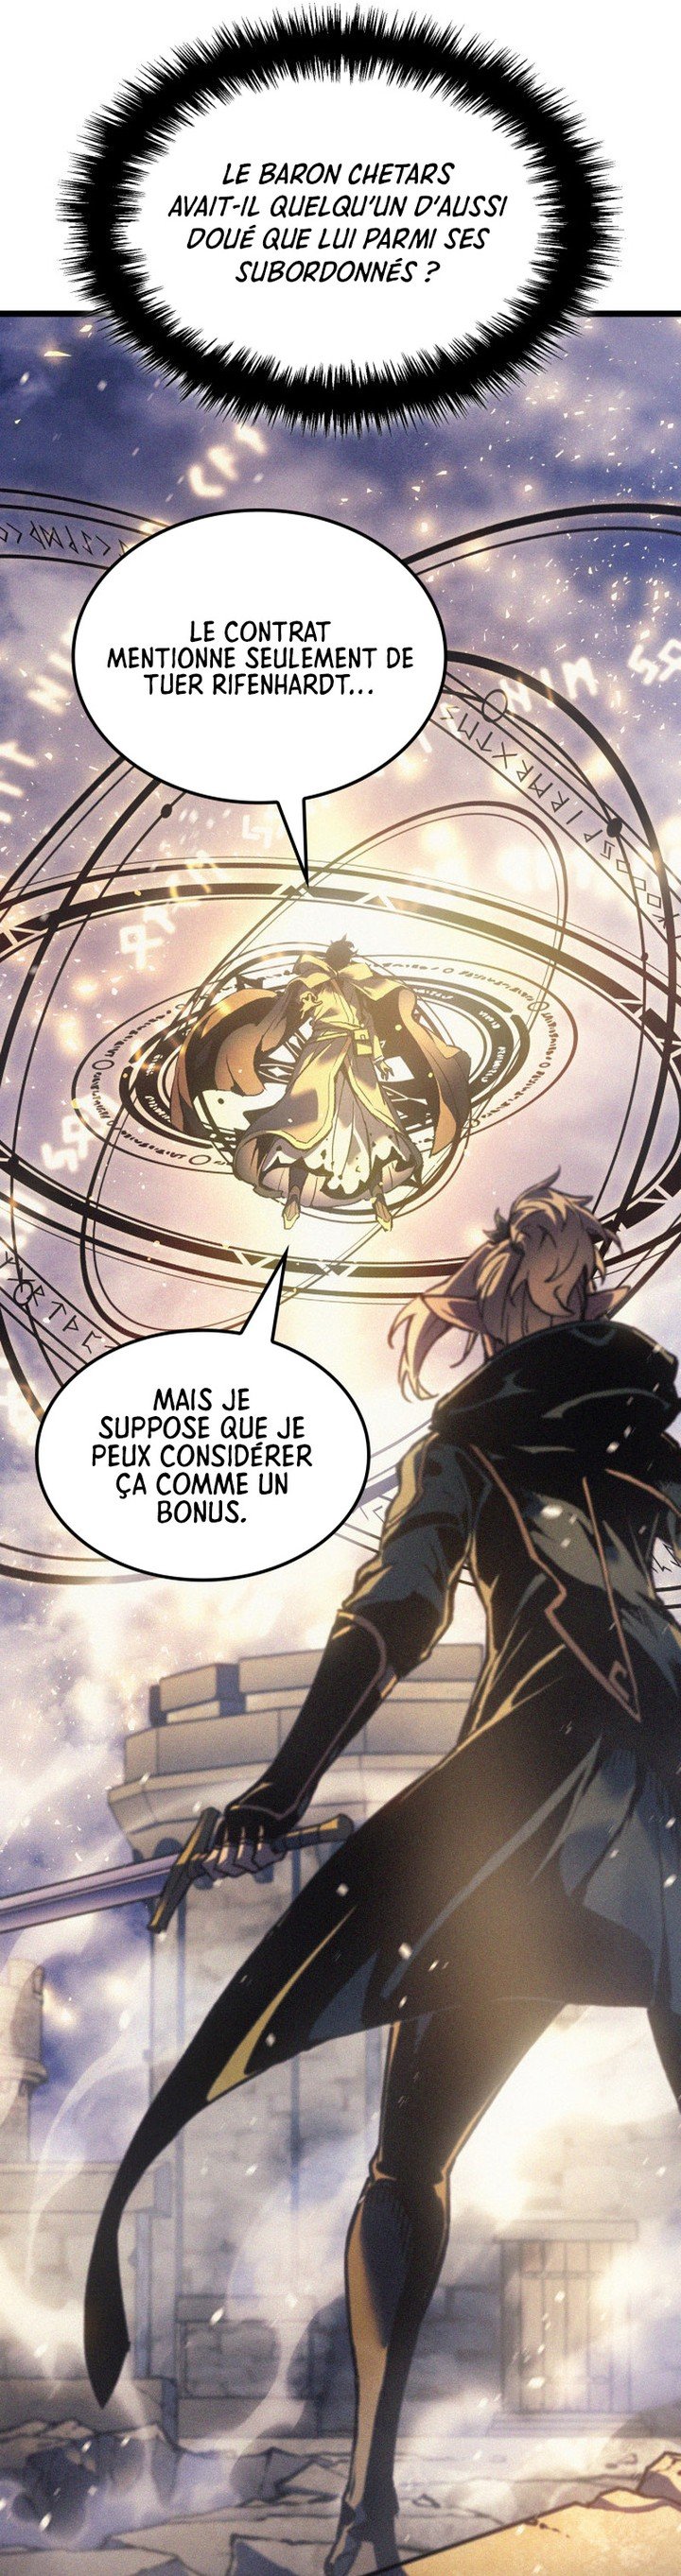 LE BARON CHETARS
AVAIT-IL QUELQU'UN D'AUSSI
DOUÉ QUE LUI PARMI SES
SUBORDONNÉS ?
LE CONTRAT
MENTIONNE SEULEMENT DE
TUER RIFENHARDT...
MAIS JE
SUPPOSE QUE JE
PEUX CONSIDÉRER
ÇA COMME UN
BONUS.